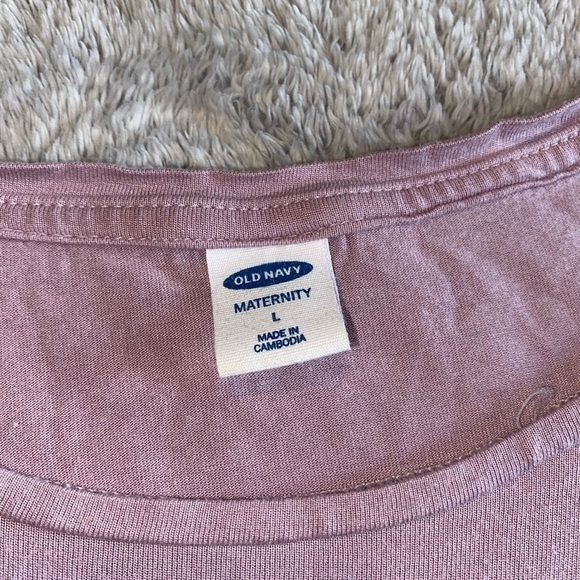 OLD NAVY
MATERNITY
L
MADE IN
CAMBODIA